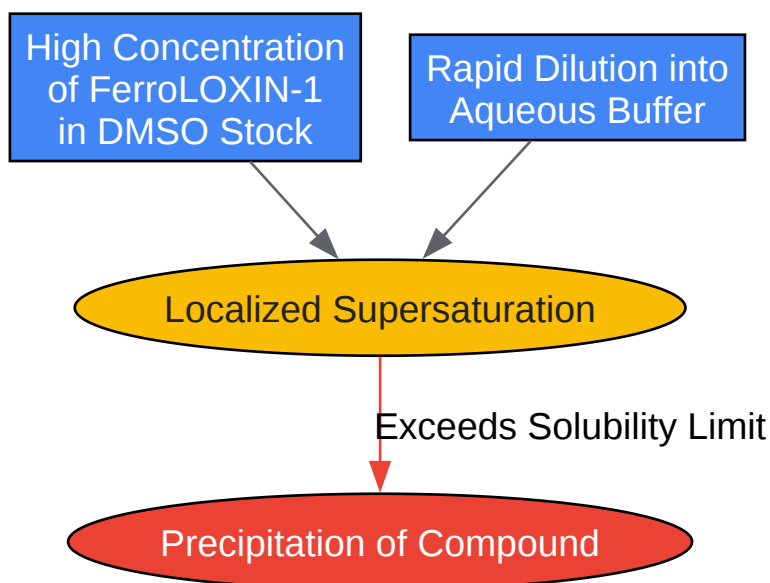 High Concentration
of FerroLOXIN-1
in DMSO Stock
Rapid Dilution into
Aqueous Buffer
Localized Supersaturation
Exceeds Solubility Limit
Precipitation of Compound